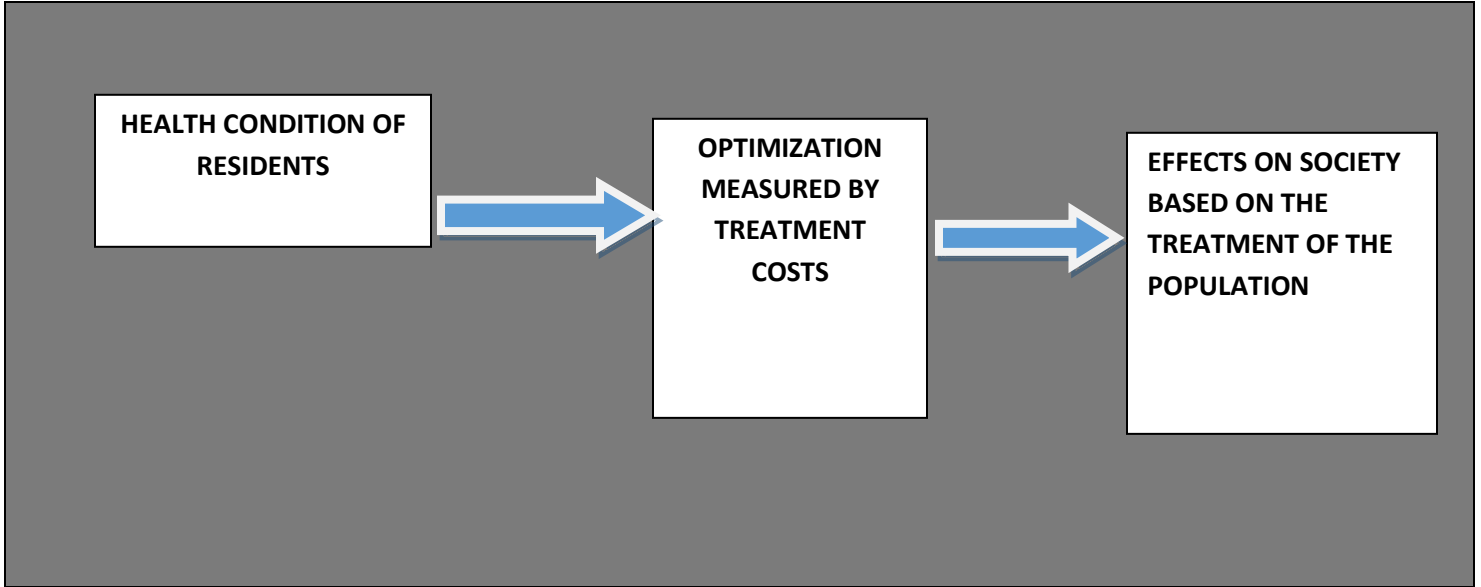 HEALTH CONDITION OF
RESIDENTS
OPTIMIZATION
MEASURED BY
TREATMENT
COSTS
EFFECTS ON SOCIETY
BASED ON THE
TREATMENT OF THE
POPULATION